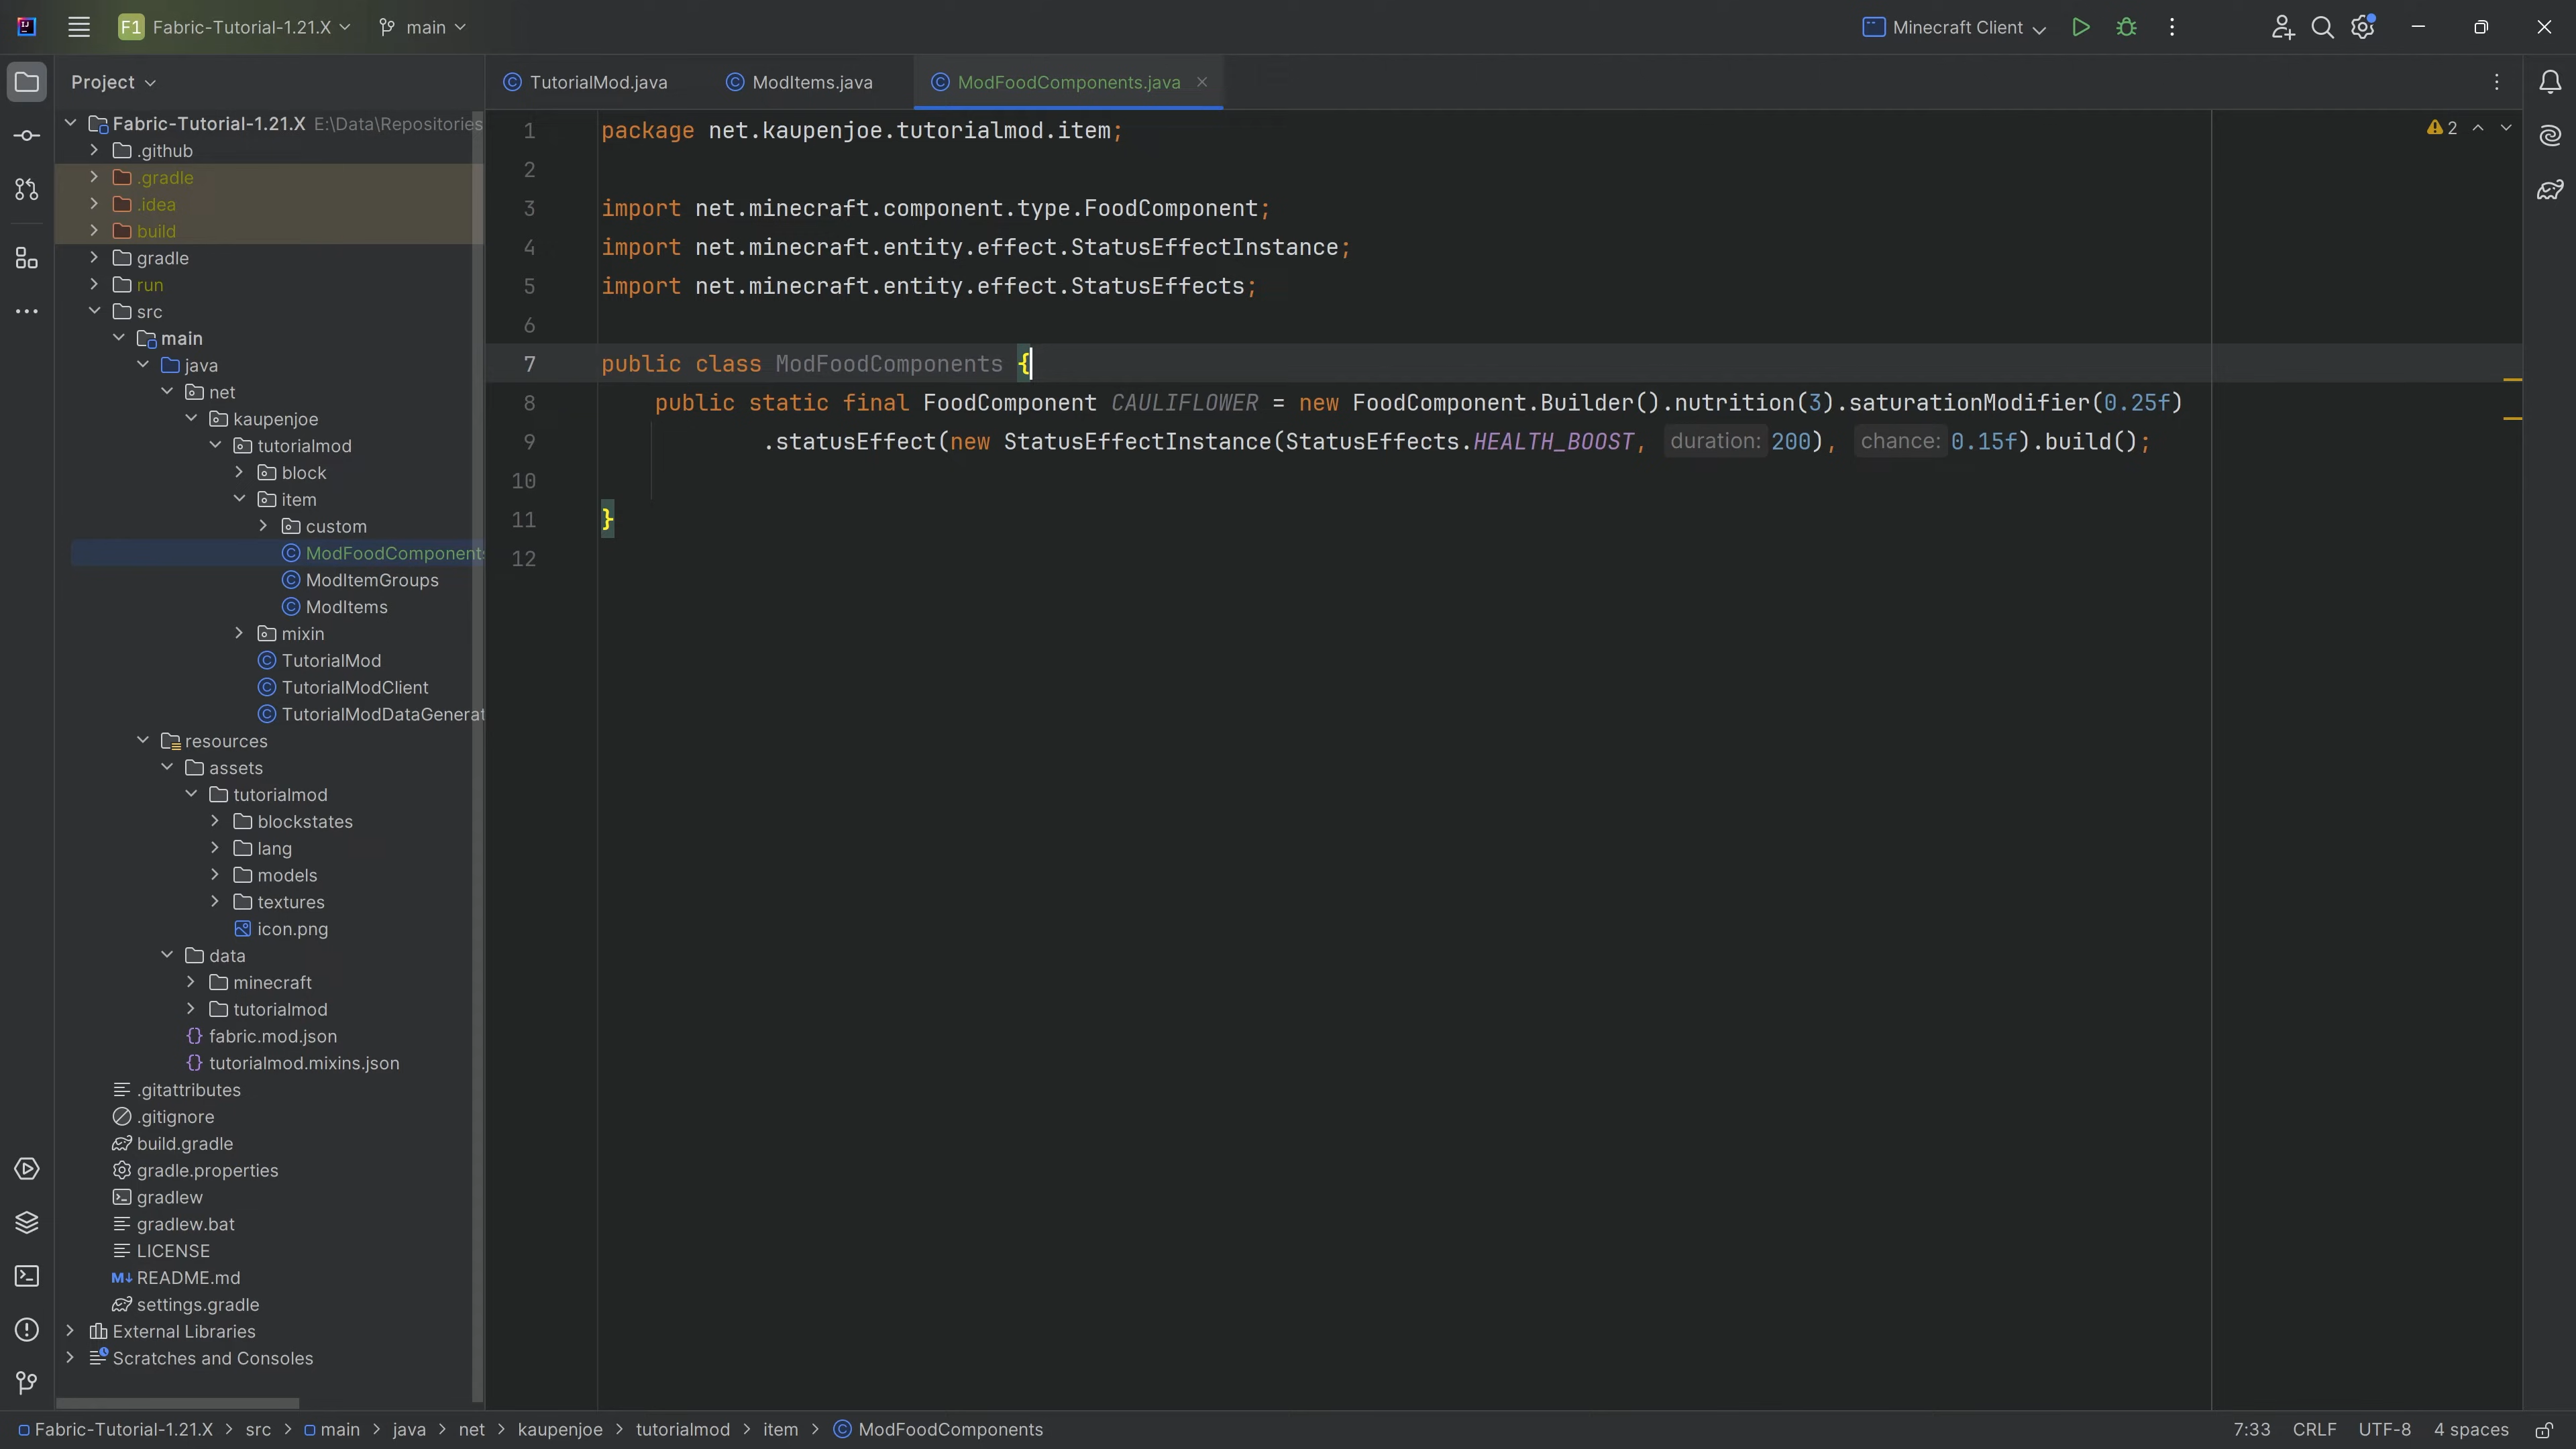 F1 Fabric-Tutorial-1.21.X main Minecraft Client
Project
TutorialMod.java ModItems.java ModFoodComponents.java
Fabric-Tutorial-1.21.X E:\Data\Repositories
.github
.gradle
.idea
build
gradle
run
src
main
java
net
kaupenjoe
tutorialmod
block
item
custom
ModFoodComponents
ModItemGroups
ModItems
mixin
TutorialMod
TutorialModClient
TutorialModDataGenerat
resources
assets
tutorialmod
blockstates
lang
models
textures
icon.png
data
minecraft
tutorialmod
fabric.mod.json
tutorialmod.mixins.json
.gitattributes
.gitignore
build.gradle
gradle.properties
gradlew
gradlew.bat
LICENSE
M↓ README.md
settings.gradle
External Libraries
Scratches and Consoles
1 package net.kaupenjoe.tutorialmod.item;
2
3 import net.minecraft.component.type.FoodComponent;
4 import net.minecraft.entity.effect.StatusEffectInstance;
5 import net.minecraft.entity.effect.StatusEffects;
6
7 public class ModFoodComponents {
8 public static final FoodComponent CAULIFLOWER = new FoodComponent.Builder().nutrition(3).saturationModifier(0.25f)
9 .statusEffect(new StatusEffectInstance(StatusEffects.HEALTH_BOOST, duration: 200), chance: 0.15f).build();
10
11 }
12
2
Fabric-Tutorial-1.21.X > src > main > java > net > kaupenjoe > tutorialmod > item > ModFoodComponents
7:33 CRLF UTF-8 4 spaces